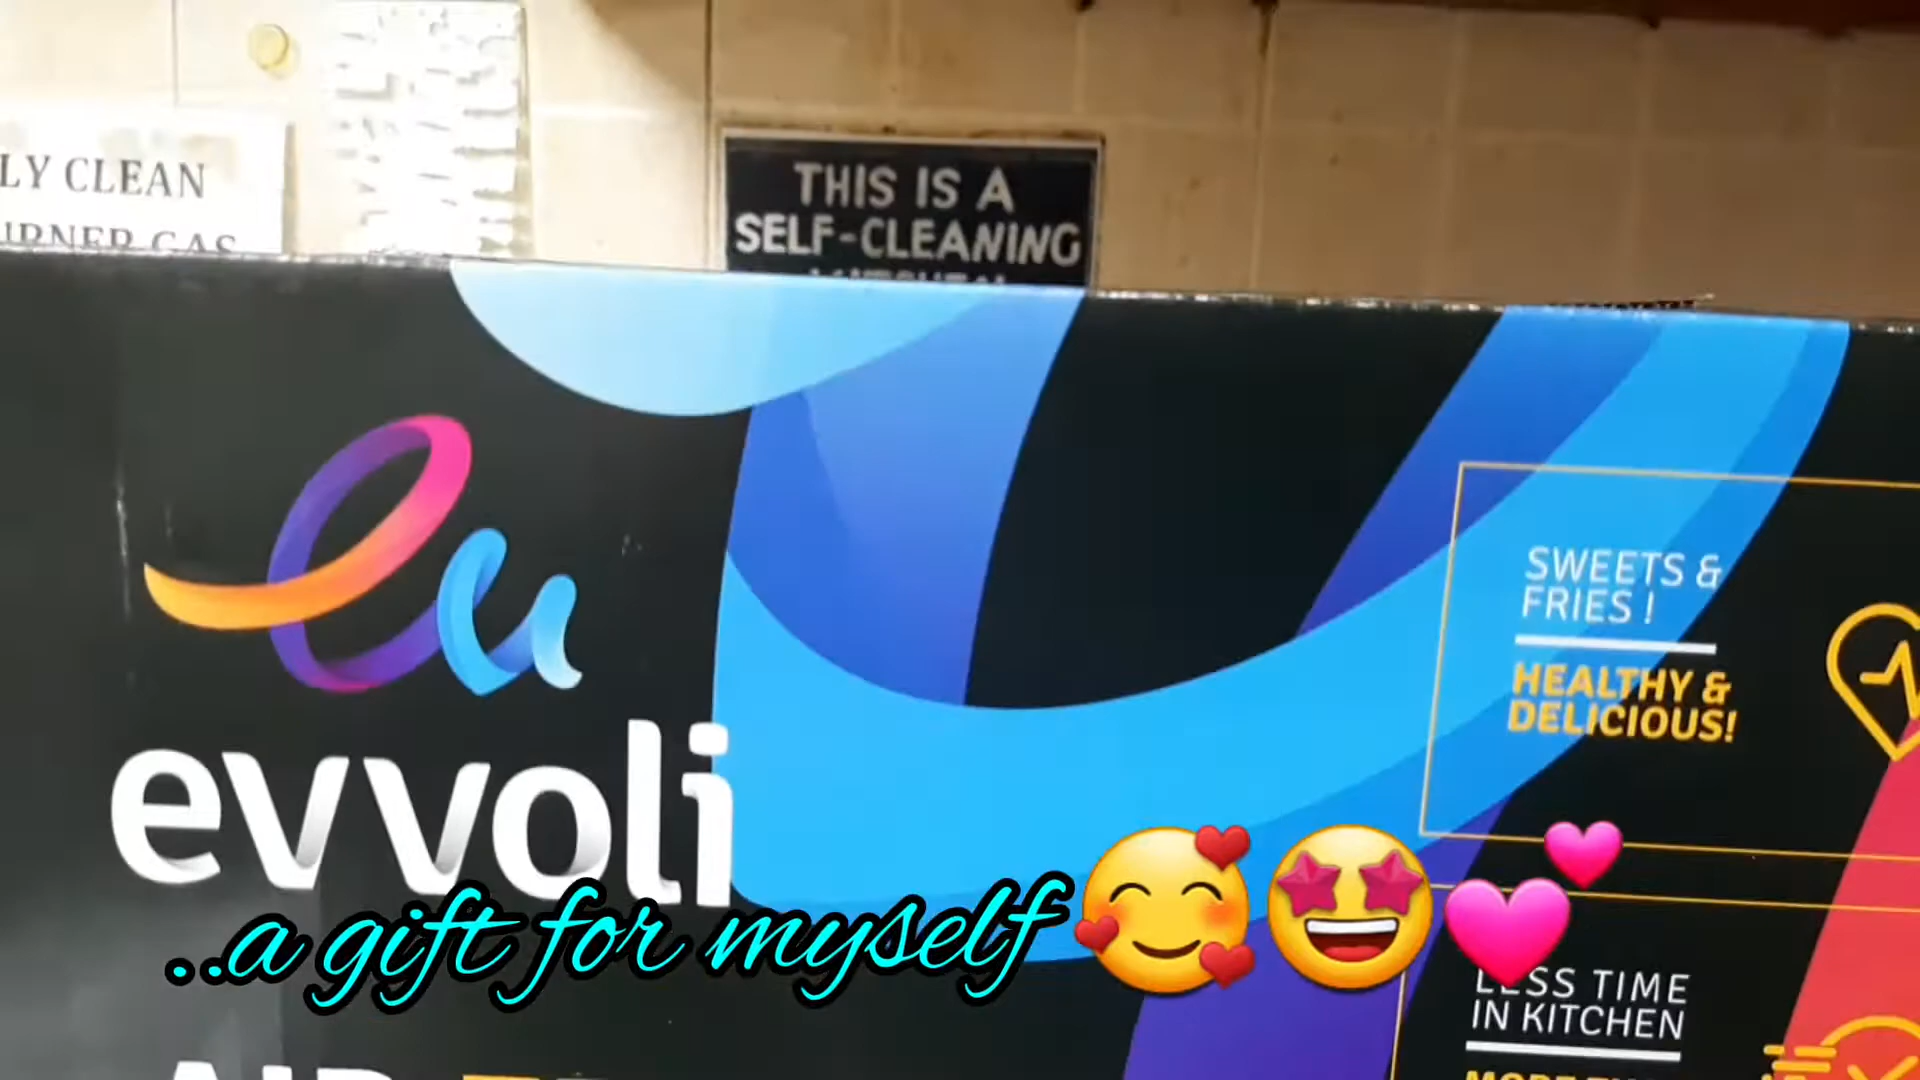 LY CLEAN
THIS IS A
SELF-CLEANING
evvoli
SWEETS &
FRIES !
HEALTHY &
DELICIOUS!
..a gift for myself
LESS TIME
IN KITCHEN